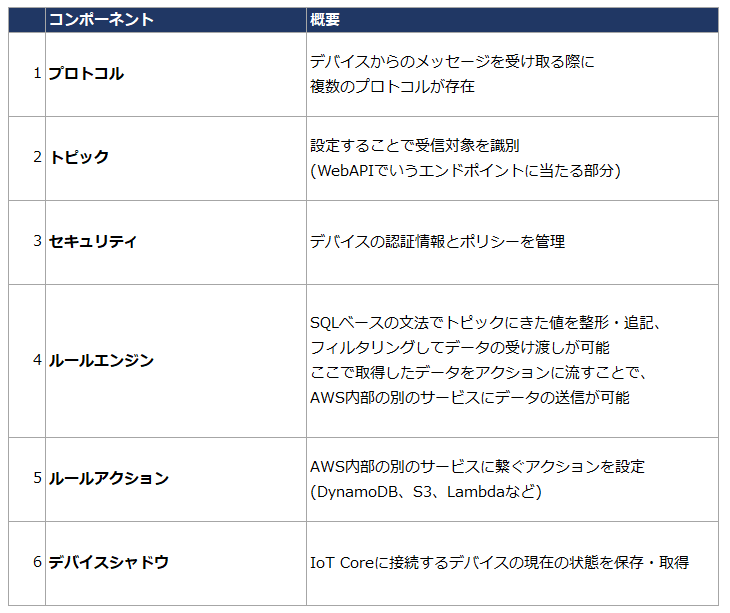 コンポーネント 概要
1 プロトコル
デバイスからのメッセージを受け取る際に
複数のプロトコルが存在
2 トピック
設定することで受信対象を識別
(WebAPIでいうエンドポイントに当たる部分)
3 セキュリティ
デバイスの認証情報とポリシーを管理
4 ルールエンジン
SQLベースの文法でトピックにきた値を整形・追記、
フィルタリングしてデータの受け渡しが可能
ここで取得したデータをアクションに流すことで、
AWS内部の別のサービスにデータの送信が可能
5 ルールアクション
AWS内部の別のサービスに繋ぐアクションを設定
(DynamoDB、S3、Lambdaなど)
6 デバイスシャドウ
IoT Coreに接続するデバイスの現在の状態を保存・取得